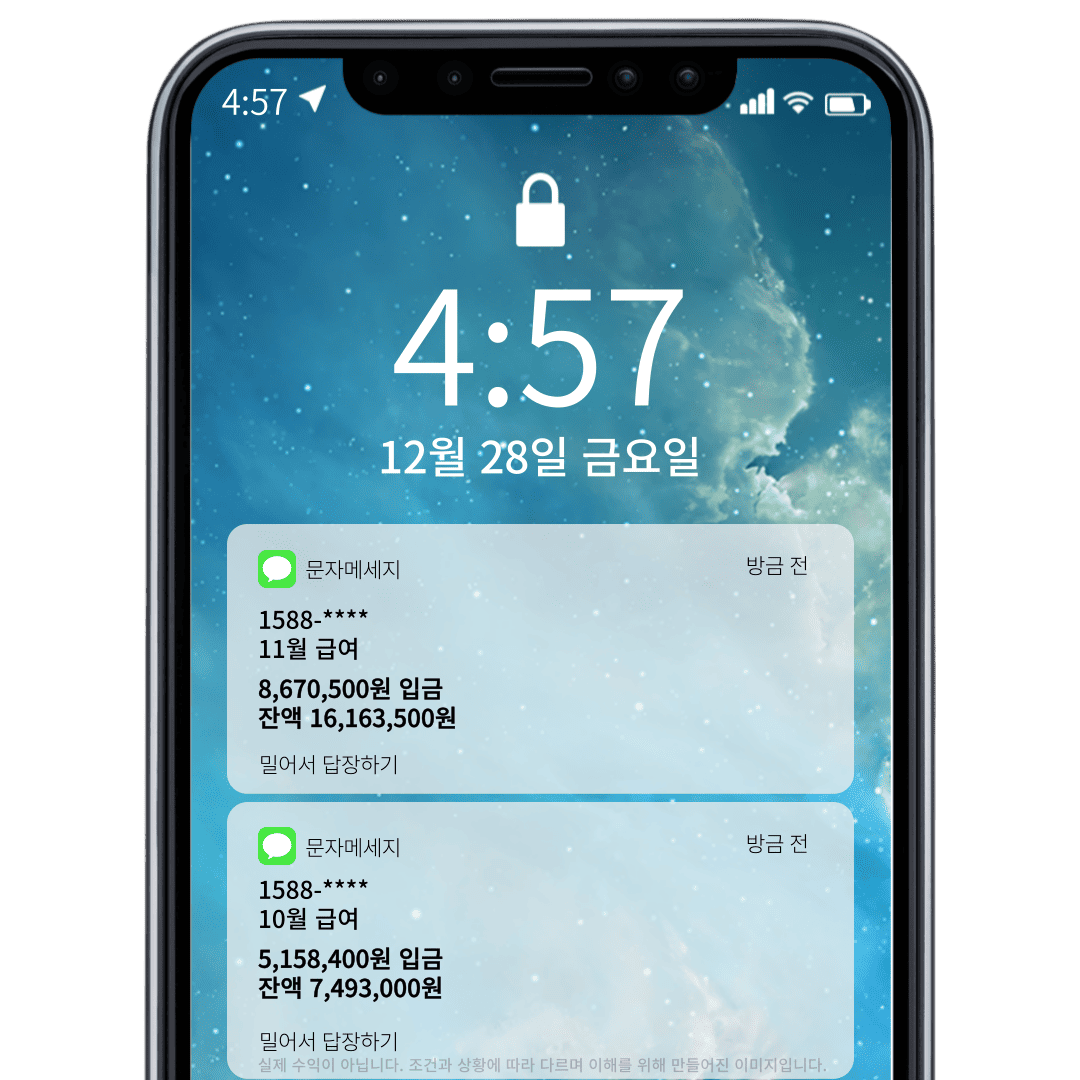 4:57
4:57
12월 28일 금요일
문자메세지 방금 전
1588-****
11월 급여
8,670,500원 입금
잔액 16,163,500원
밀어서 답장하기
문자메세지 방금 전
1588-****
10월 급여
5,158,400원 입금
잔액 7,493,000원
밀어서 답장하기
실제 수익이 아닙니다. 조건과 상황에 따라 다르며 이해를 위해 만들어진 이미지입니다.